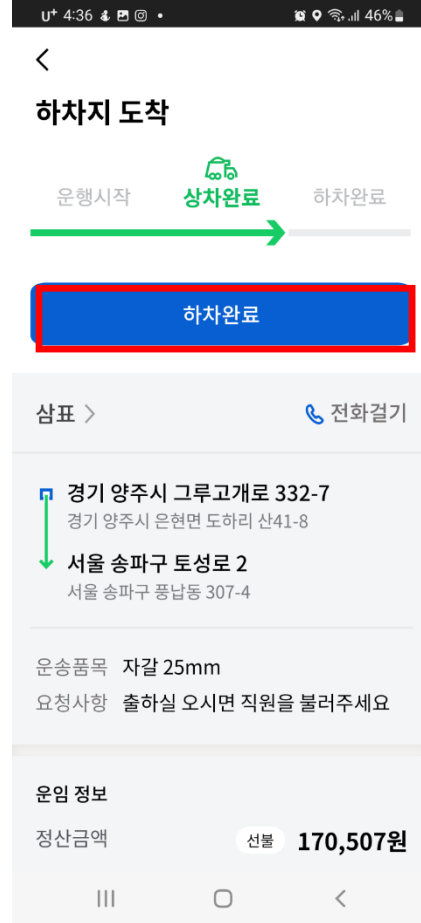 U+ 4:36 46%
하차지 도착
운행시작 상차완료 하차완료
하차완료
삼표 전화걸기
경기 양주시 그루고개로 332-7
경기 양주시 은현면 도하리 산41-8
서울 송파구 토성로 2
서울 송파구 풍납동 307-4
운송품목 자갈 25mm
요청사항 출하실 오시면 직원을 불러주세요
운임 정보
정산금액 선불 170,507원